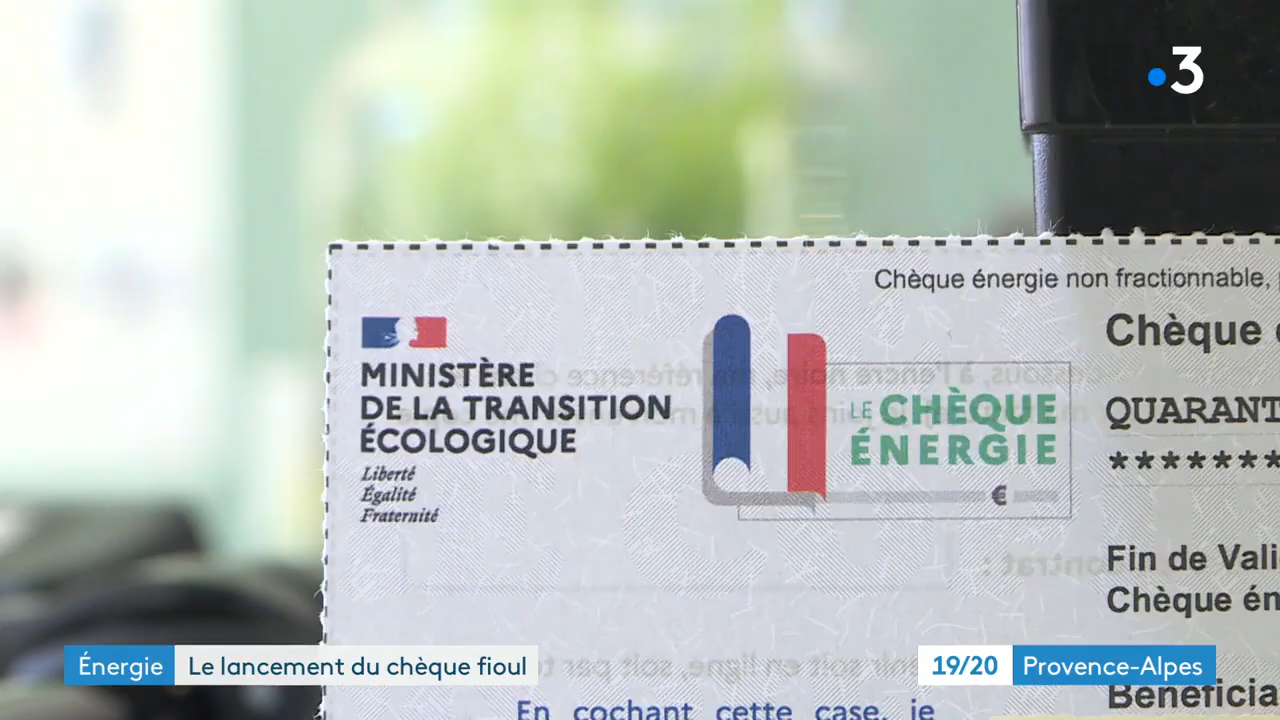 3
Chèque énergie non fractionnable,
Chèque
MINISTÈRE
DE LA TRANSITION
ÉCOLOGIQUE
Liberté
Égalité
Fraternité
LE CHÈQUE
ÉNERGIE
€
QUARANT
*******
Fin de Vali
Chèque én
Énergie Le lancement du chèque fioul
19/20 Provence-Alpes
Bénéficia
En cochant cette case, je